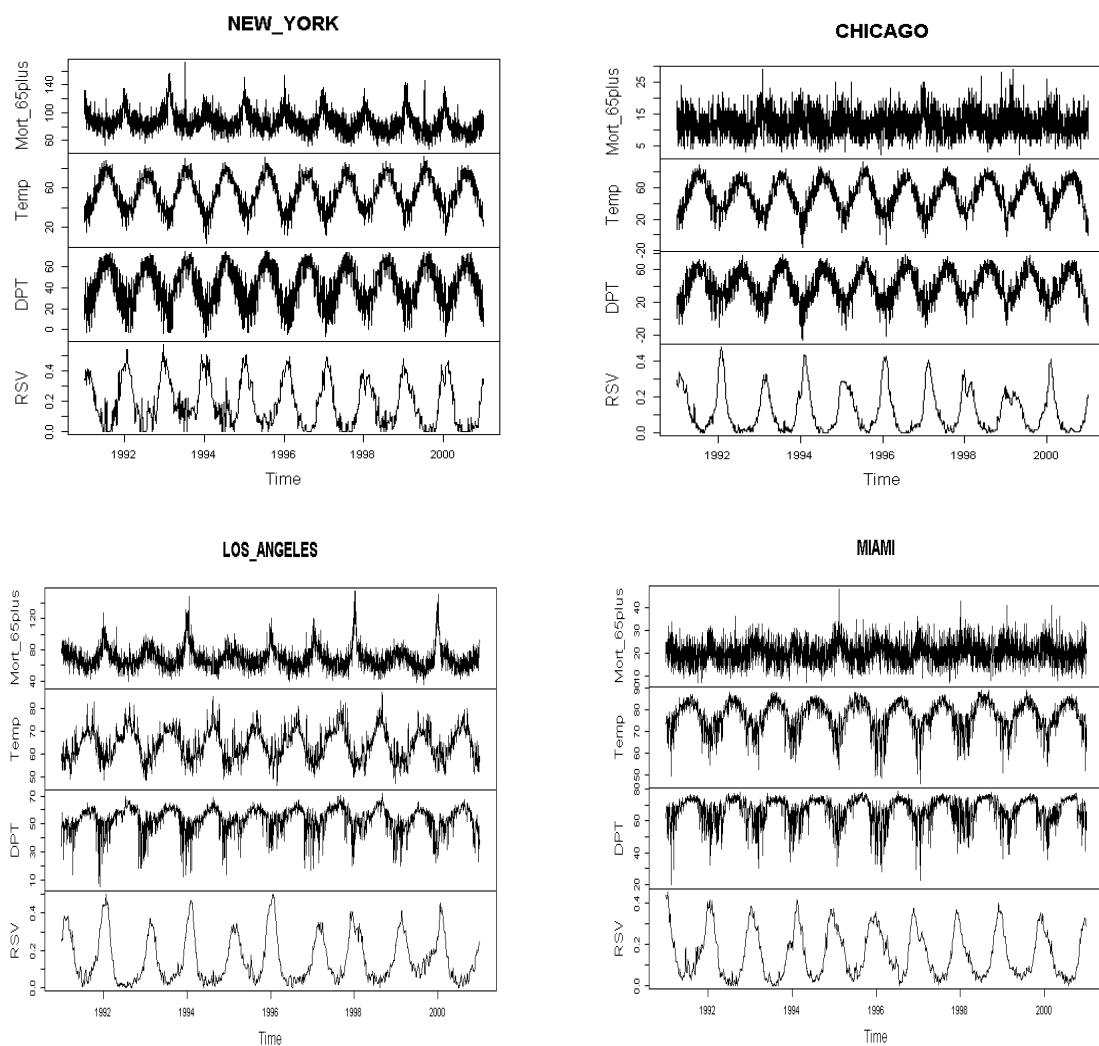 NEW_YORK
Mort_65plus
60 100 140
Temp
20 60
DPT
0 20 40 60
RSV
0.0 0.2 0.4
1992 1994 1996 1998 2000
Time
CHICAGO
Mort_65plus
5 15 25
Temp
-20 20 60
DPT
-20 20 60
RSV
0.0 0.2 0.4
1992 1994 1996 1998 2000
Time
LOS_ANGELES
Mort_65plus
40 80 120
Temp
50 60 70 80
DPT
10 30 50 70
RSV
0.0 0.2 0.4
1992 1994 1996 1998 2000
Time
MIAMI
Mort_65plus
10 20 30 40
Temp
50 60 70 80 90
DPT
20 40 60 80
RSV
0.0 0.2 0.4
1992 1994 1996 1998 2000
Time